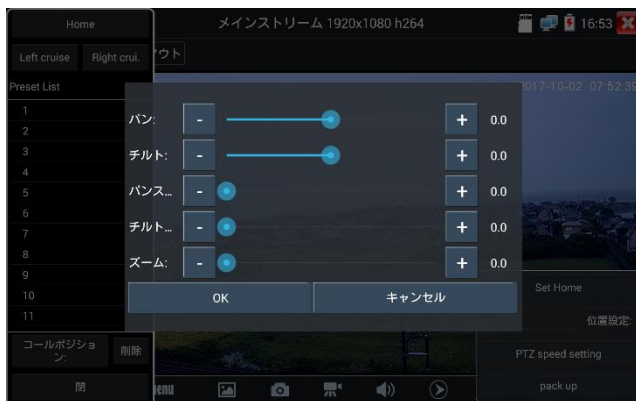 Home
メインストリーム 1920x1080 h264
16:53
Left cruise
Right crui.
アウト
Preset List
2017-10-02 07:52:39
1
2
3
4
5
6
7
8
9
10
11
パン:
-
+
0.0
チルト:
-
+
0.0
パンス...
-
+
0.0
チルト...
-
+
0.0
ズーム:
-
+
0.0
OK
キャンセル
Set Home
位置設定:
PTZ speed setting
pack up
コールポジション:
削除
閉
menu